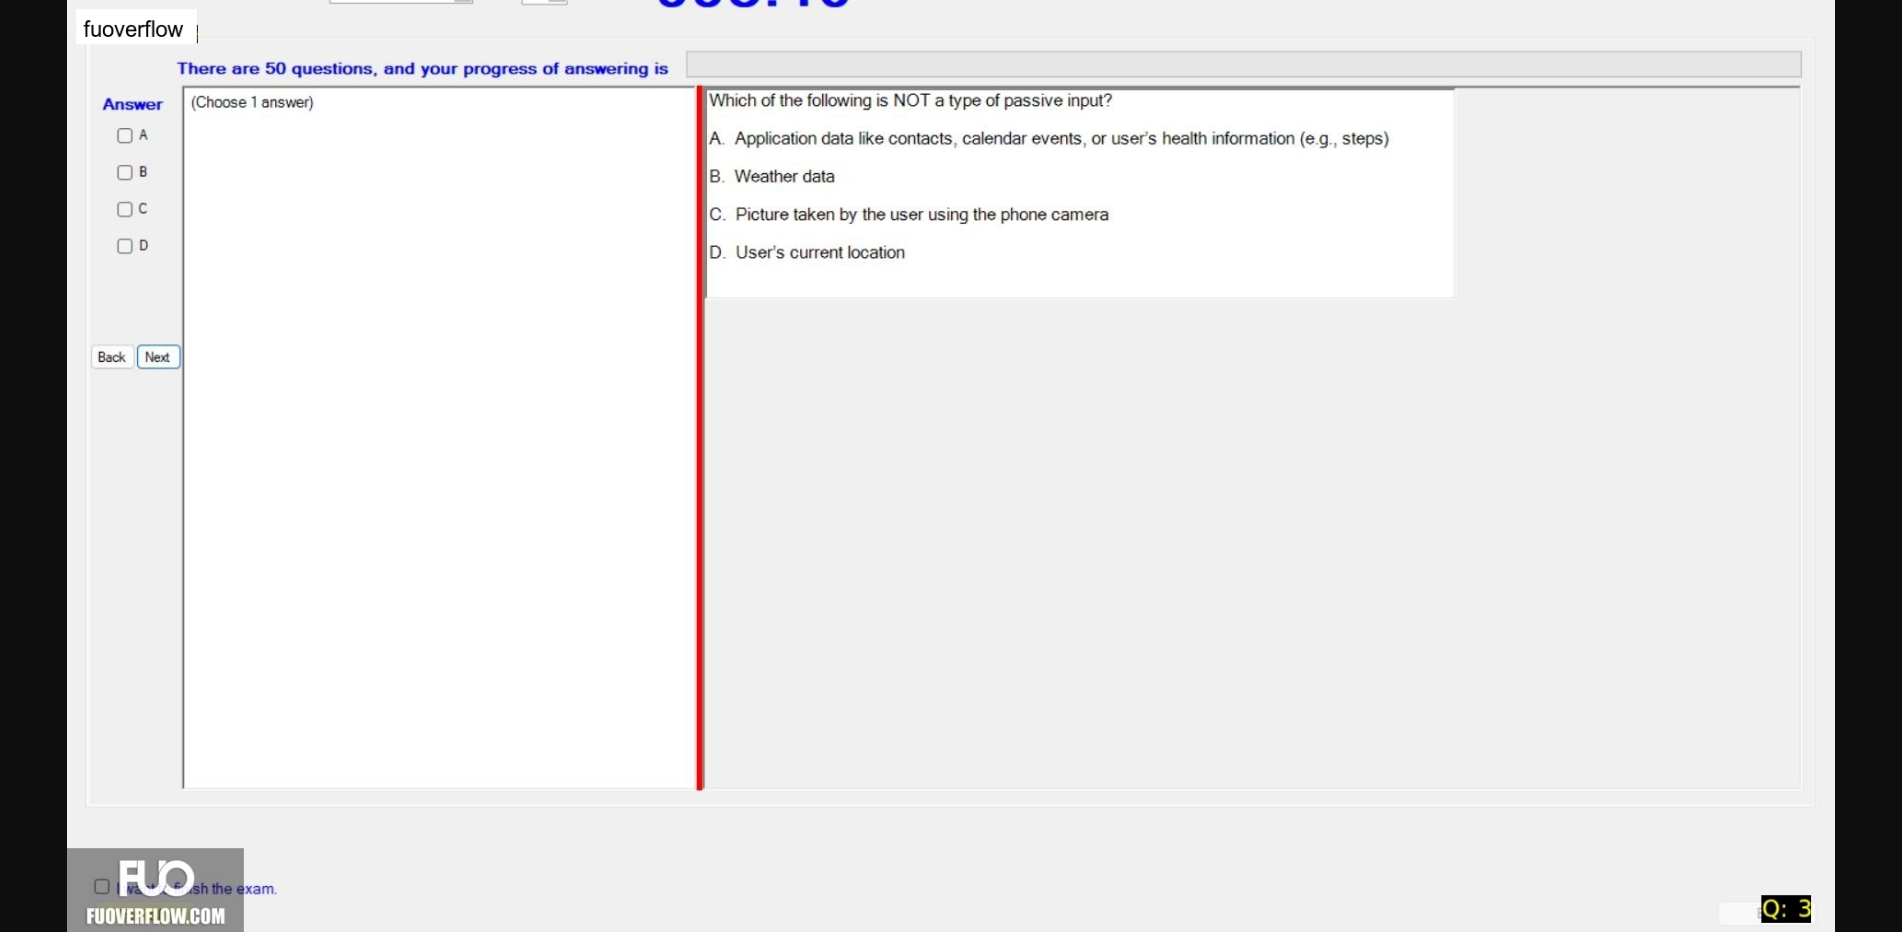 fuoverflow
There are 50 questions, and your progress of answering is
Answer
(Choose 1 answer)
A
B
C
D
Back Next
Which of the following is NOT a type of passive input?
A. Application data like contacts, calendar events, or user's health information (e.g., steps)
B. Weather data
C. Picture taken by the user using the phone camera
D. User's current location
I want finish the exam.
FUO
FUOVERFLOW.COM
Q: 3